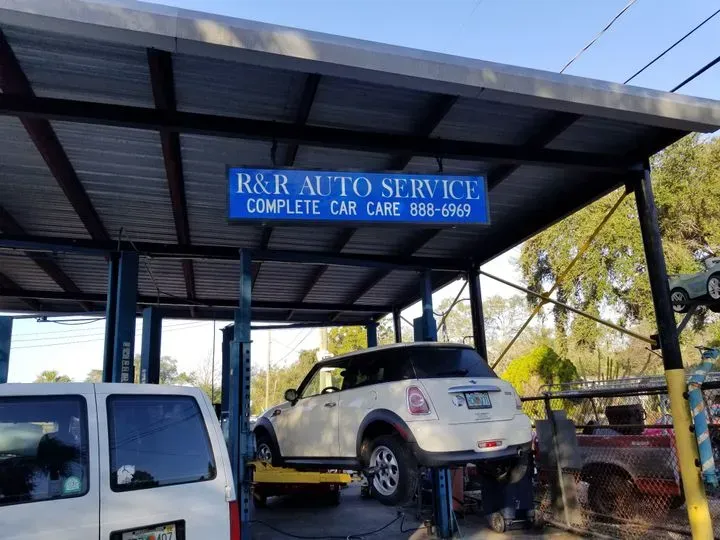 R&R AUTO SERVICE
COMPLETE CAR CARE 888-6969